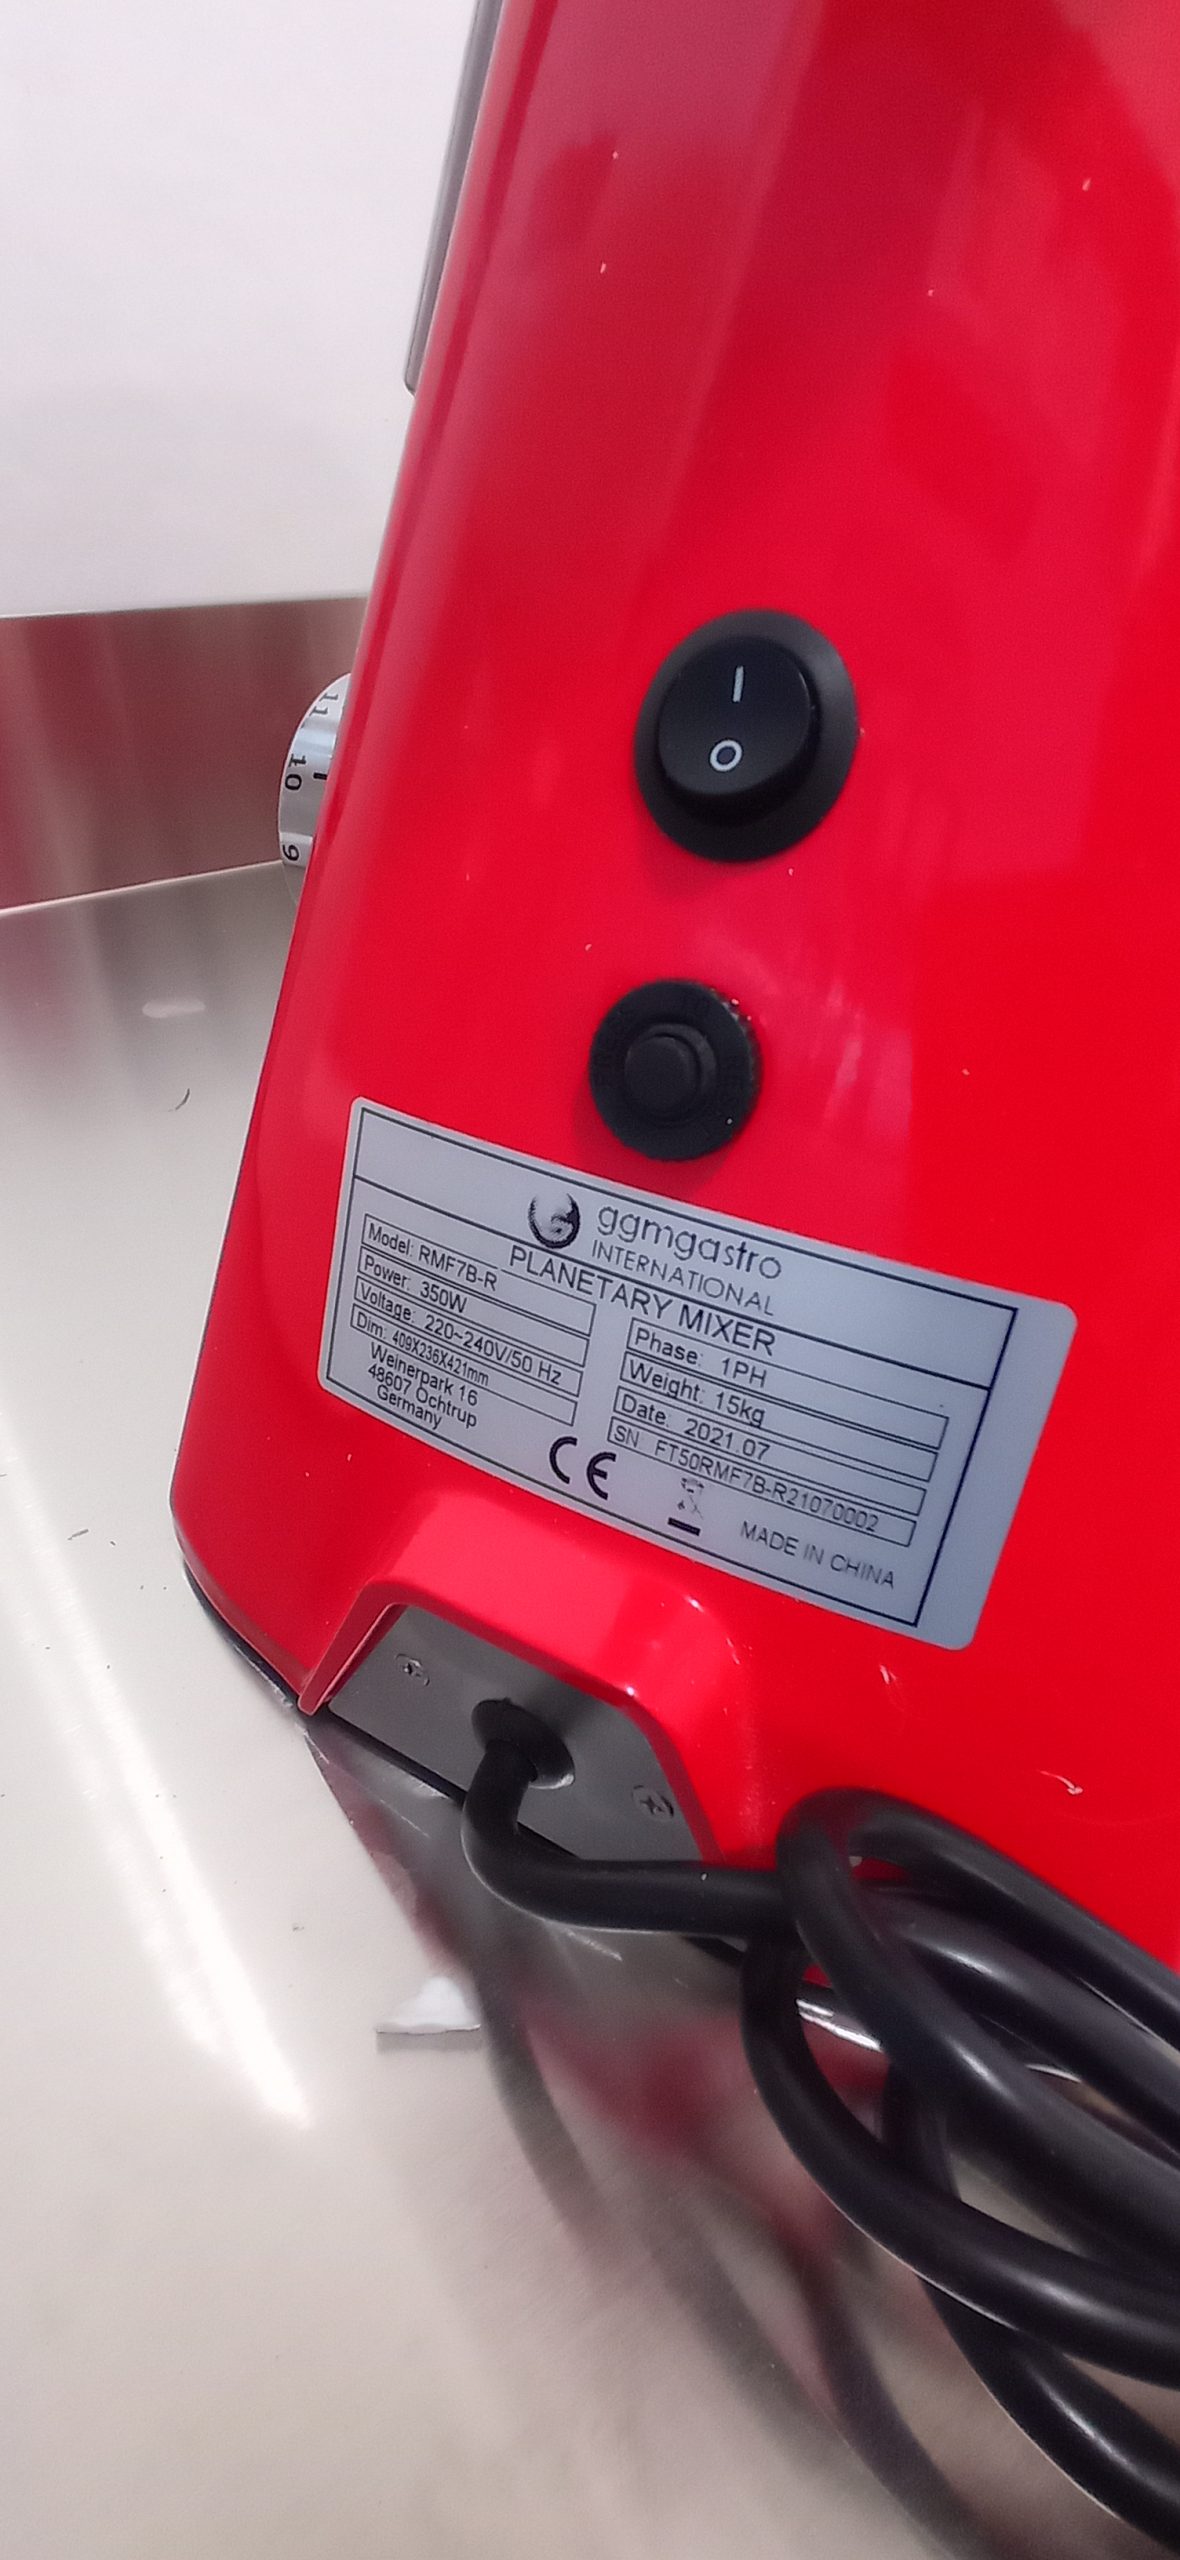 11
10
9
I
O
ggmgastro
INTERNATIONAL
PLANETARY MIXER
Model: RMF7B-R
Power: 350W
Voltage: 220~240V/50 Hz
Dim: 409X236X421mm
Weinerpark 16
48607 Ochtrup
Germany
Phase: 1PH
Weight: 15kg
Date: 2021.07
SN FT50RMF7B-R21070002
CE
MADE IN CHINA